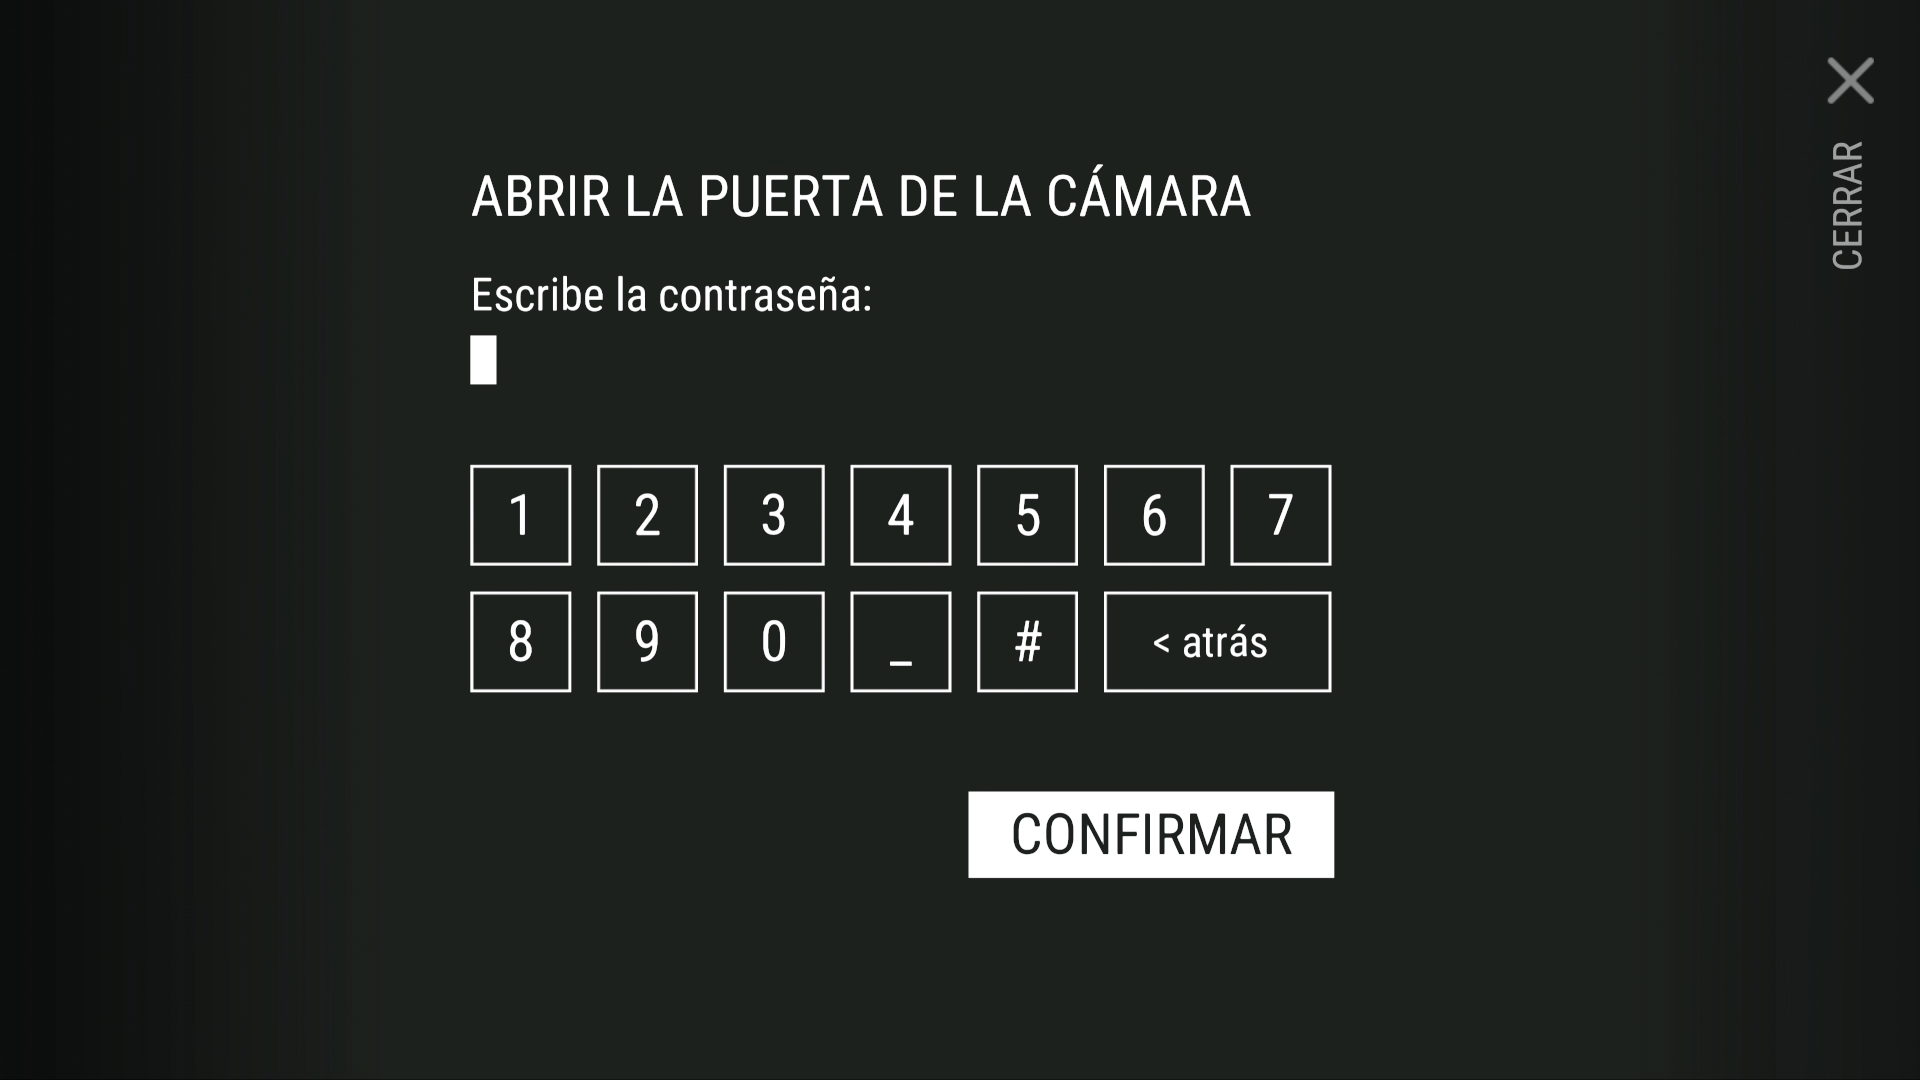 CERRAR
ABRIR LA PUERTA DE LA CÁMARA
Escribe la contraseña:
1 2 3 4 5 6 7
8 9 0 _ # < atrás
CONFIRMAR